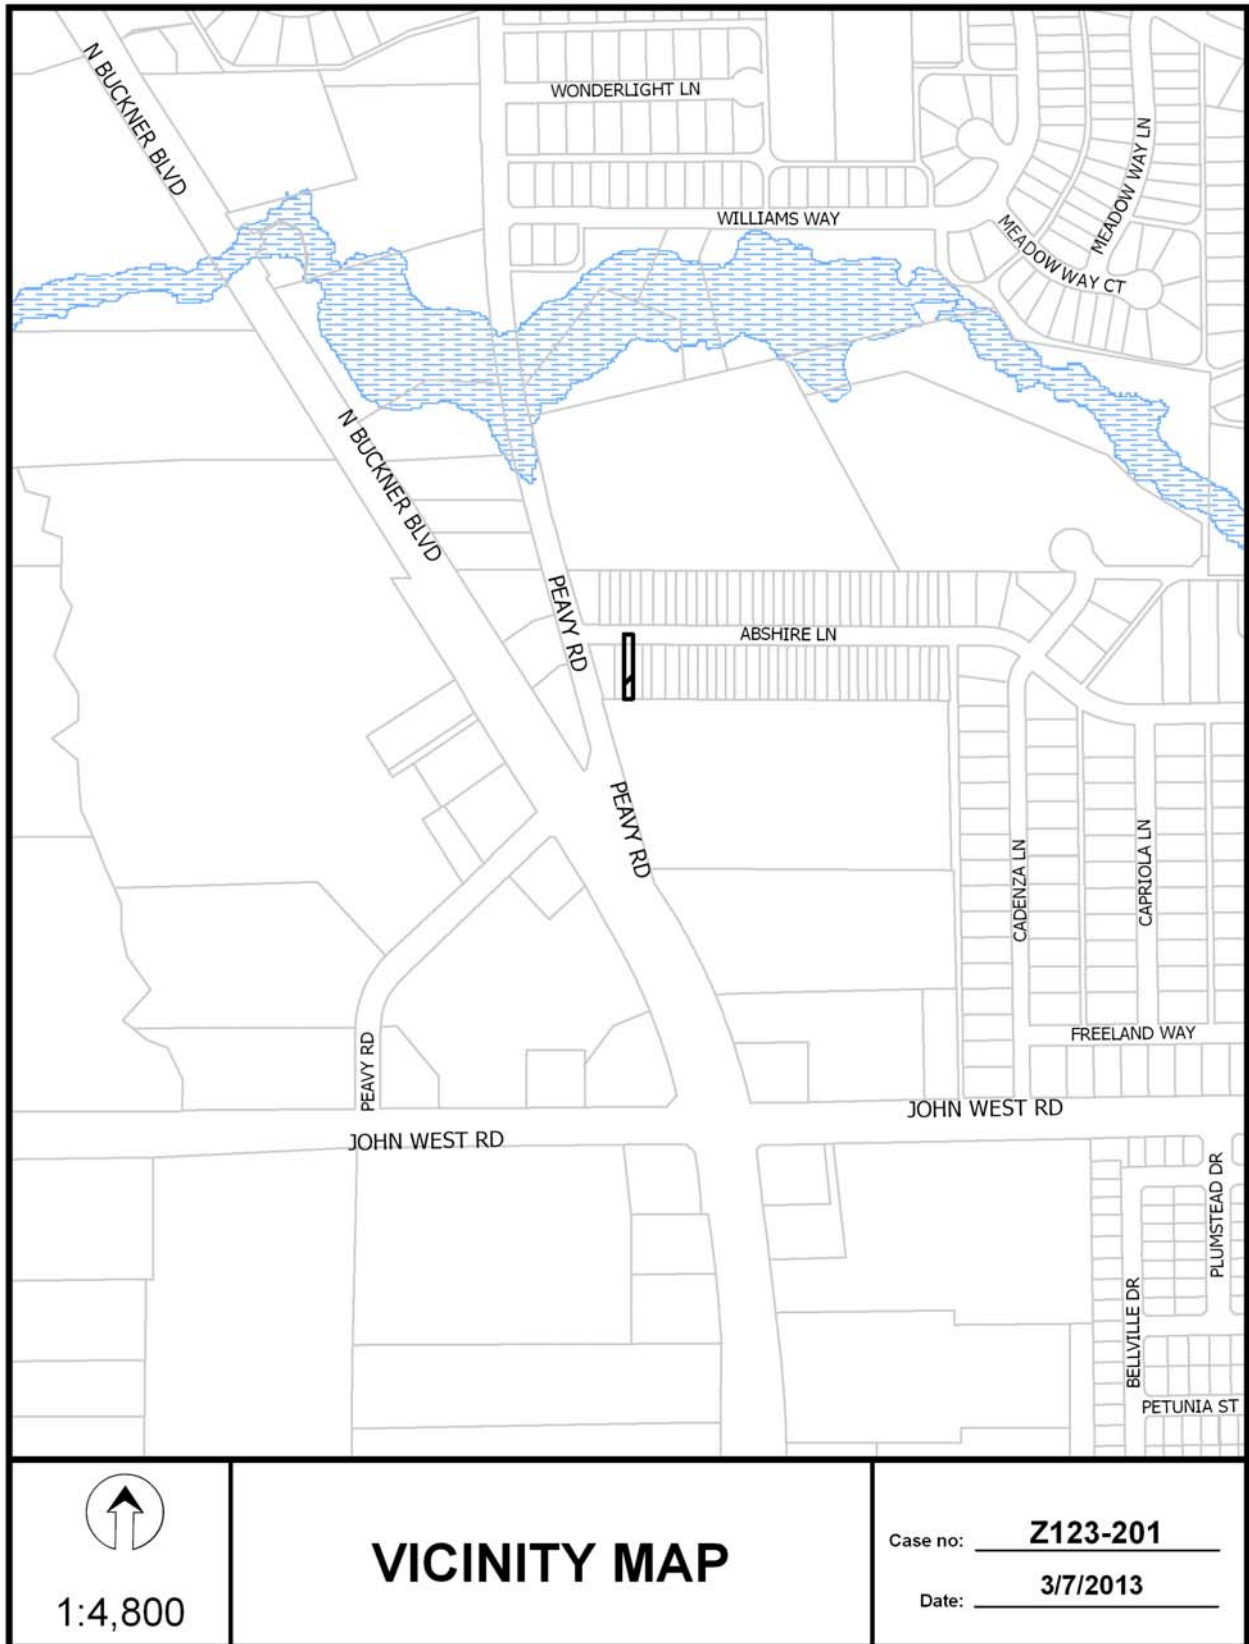 N BUCKNER BLVD
WONDERLIGHT LN
MEADOW WAY LN
WILLIAMS WAY
MEADOW WAY CT
N BUCKNER BLVD
PEAVY RD
ABSHIRE LN
PEAVY RD
CADENZA LN
CAPRIOLA LN
PEAVY RD
FREELAND WAY
JOHN WEST RD
JOHN WEST RD
PLUMSTEAD DR
BELLVILLE DR
PETUNIA ST
1:4,800
VICINITY MAP
Case no: Z123-201
Date: 3/7/2013